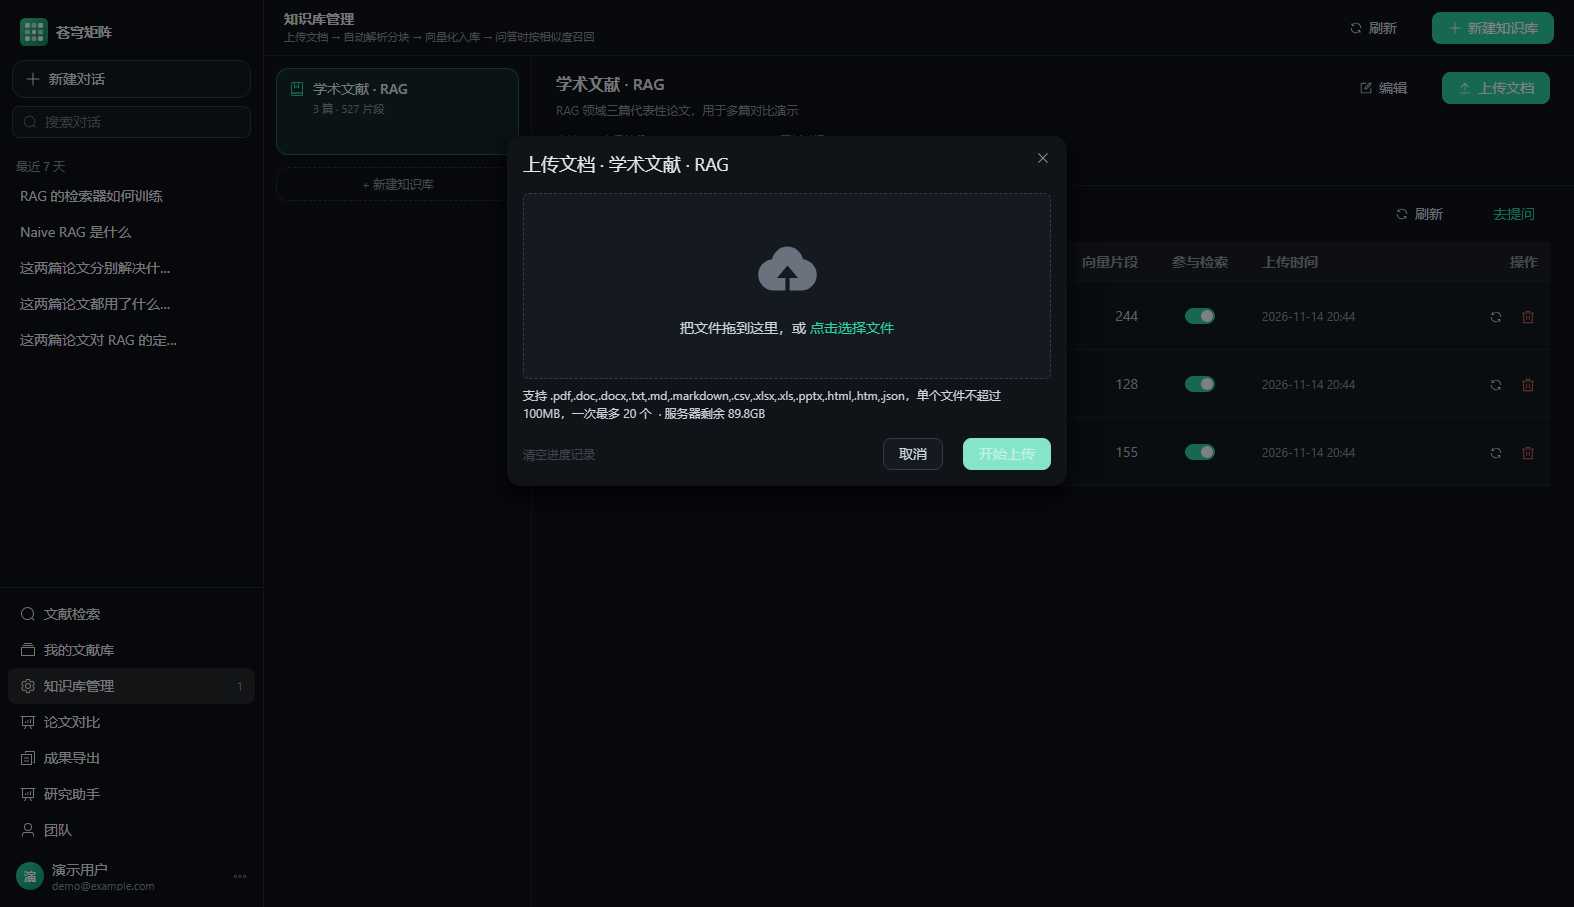 苍穹矩阵
新建对话
搜索对话
最近 7 天
RAG 的检索器如何训练
Naive RAG 是什么
这两篇论文分别解决什...
这两篇论文都用了什么...
这两篇论文对 RAG 的定...
文献检索
我的文献库
知识库管理 1
论文对比
成果导出
研究助手
团队
演
演示用户
demo@example.com
知识库管理
上传文档 → 自动解析分块 → 向量化入库 → 问答时按相似度召回
刷新
新建知识库
学术文献 · RAG
3 篇 · 527 片段
+ 新建知识库
学术文献 · RAG
RAG 领域三篇代表性论文，用于多篇对比演示
编辑
上传文档
刷新
去提问
向量片段 参与检索 上传时间 操作
244 2026-11-14 20:44
128 2026-11-14 20:44
155 2026-11-14 20:44
上传文档 · 学术文献 · RAG
把文件拖到这里，或 点击选择文件
支持 .pdf,.doc,.docx,.txt,.md,.markdown,.csv,.xlsx,.xls,.pptx,.html,.htm,.json，单个文件不超过
100MB，一次最多 20 个 · 服务器剩余 89.8GB
清空进度记录
取消
开始上传